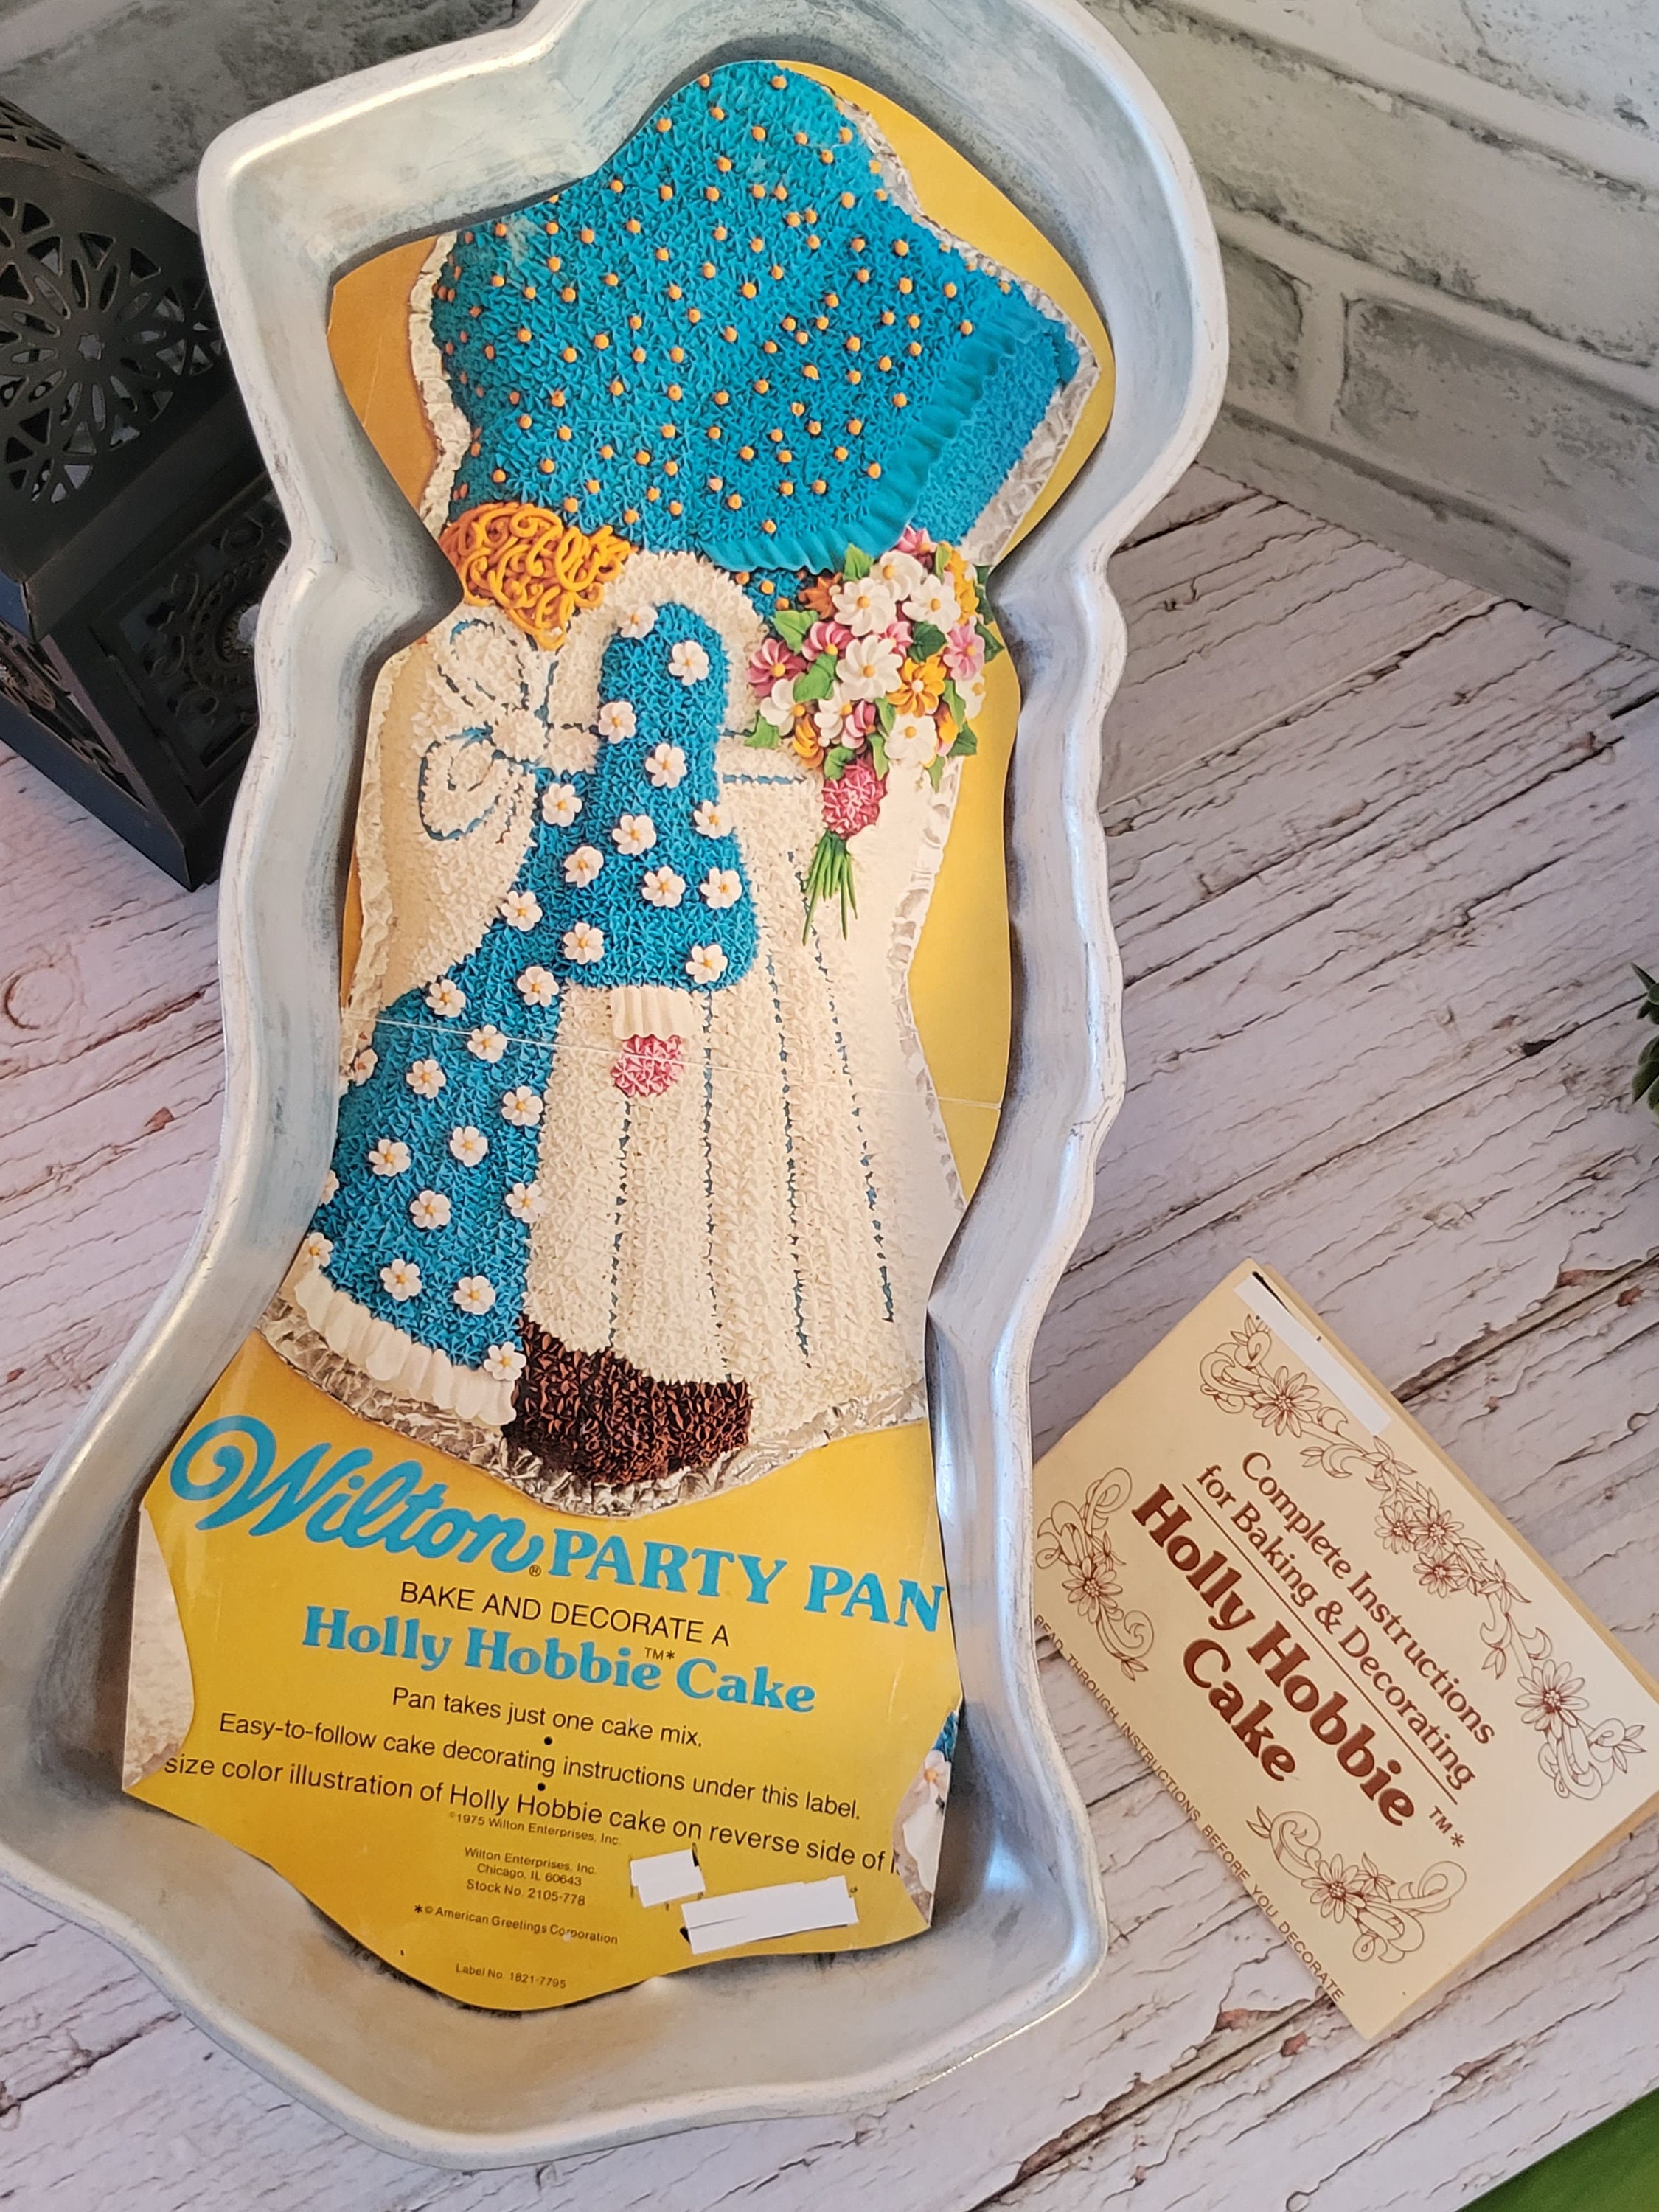 Wilton® PARTY PAN
BAKE AND DECORATE A
Holly Hobbie™* Cake
Pan takes just one cake mix.
•
Easy-to-follow cake decorating instructions under this label.
•
size color illustration of Holly Hobbie cake on reverse side of
©1975 Wilton Enterprises, Inc.
Wilton Enterprises, Inc.
Chicago, IL 60643
Stock No. 2105-778
*© American Greetings Corporation
Label No. 1821-7795
Complete Instructions
for Baking & Decorating
Holly Hobbie™*
Cake
READ THROUGH INSTRUCTIONS BEFORE YOU DECORATE